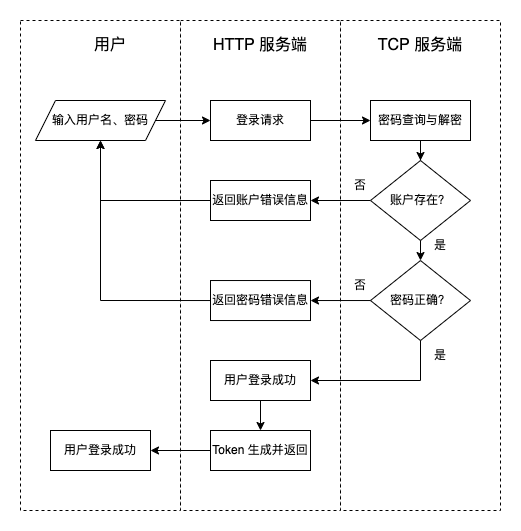 用户
HTTP 服务端
TCP 服务端
输入用户名、密码
登录请求
密码查询与解密
否
返回账户错误信息
账户存在?
是
否
返回密码错误信息
密码正确?
是
用户登录成功
用户登录成功
Token 生成并返回